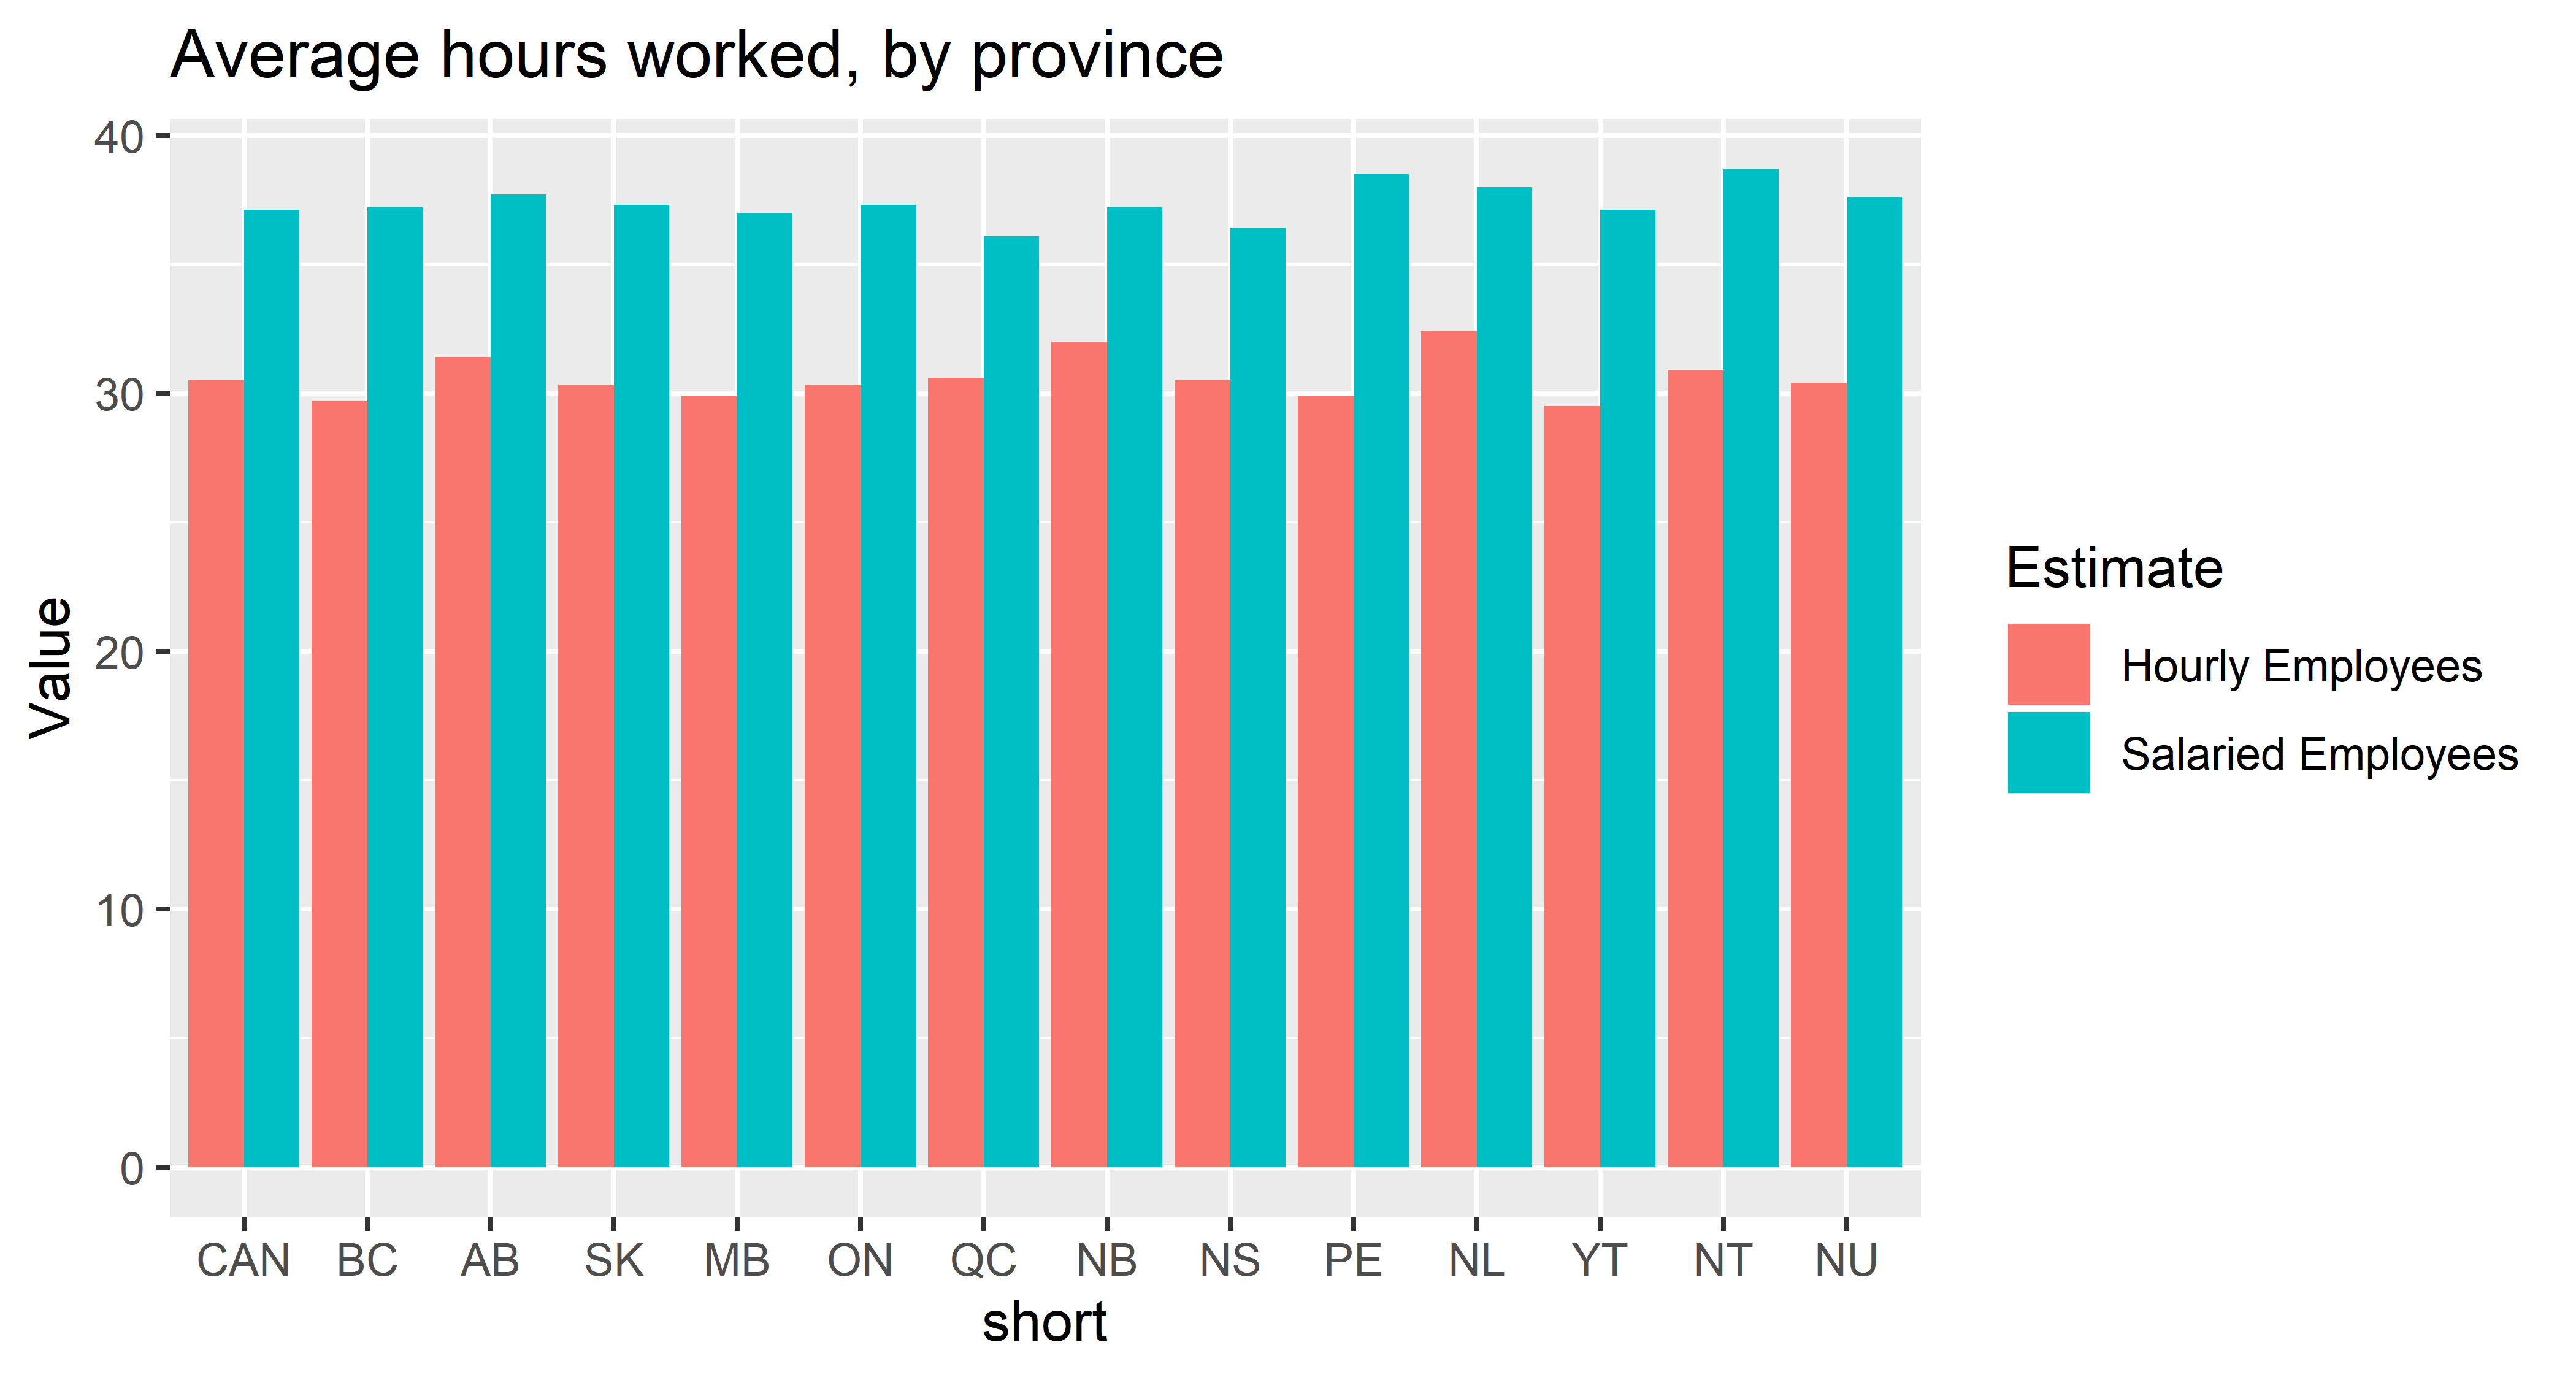 Average hours worked, by province
40
30
20
10
0
Value
CAN BC AB SK MB ON QC NB NS PE NL YT NT NU
short
Estimate
Hourly Employees
Salaried Employees